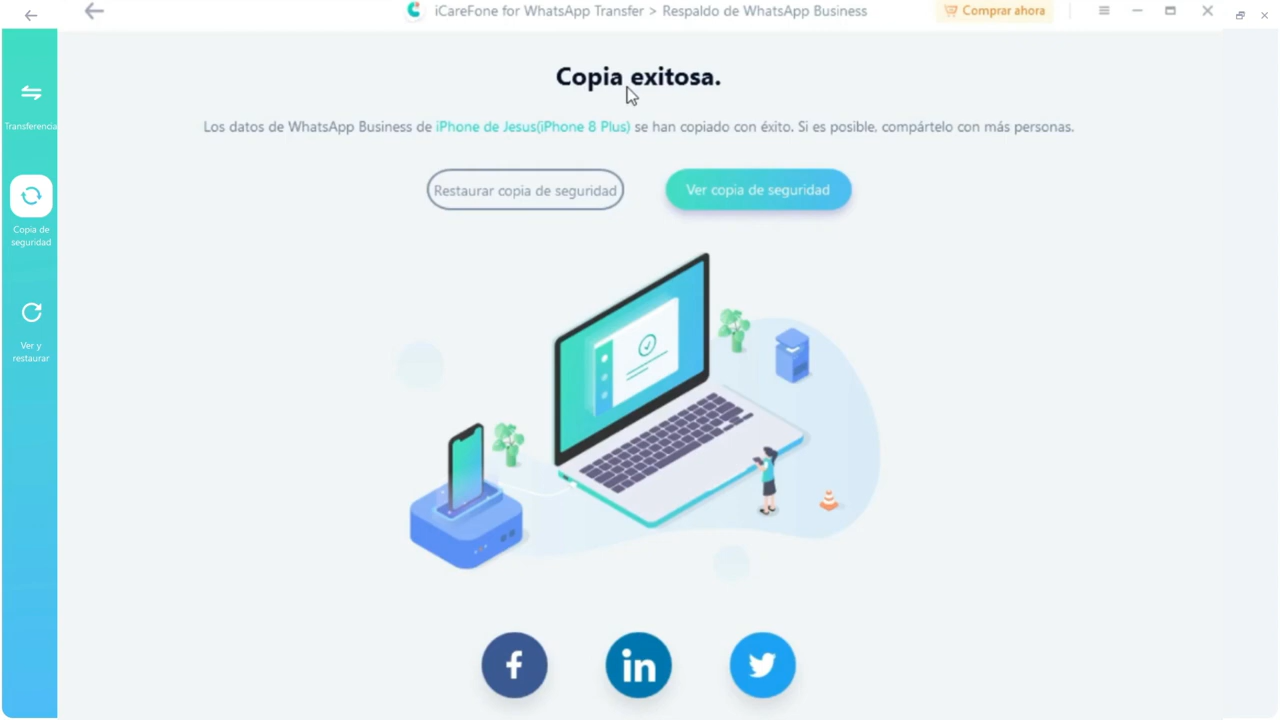 iCareFone for WhatsApp Transfer > Respaldo de WhatsApp Business
Comprar ahora
Transferencia
Copia de
seguridad
Ver y
restaurar
Copia exitosa.
Los datos de WhatsApp Business de iPhone de Jesus(iPhone 8 Plus) se han copiado con éxito. Si es posible, compártelo con más personas.
Restaurar copia de seguridad
Ver copia de seguridad
f
in